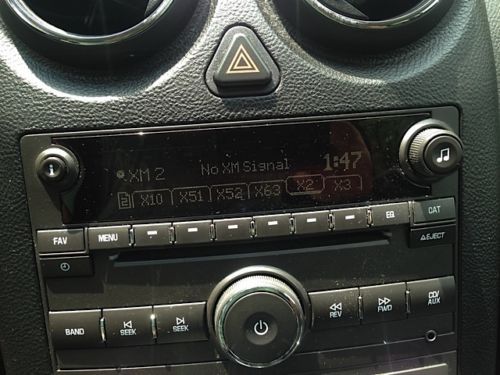 XM 2 No XM Signal 1:47
2 X10 X51 X52 X63 X2 X3
FAV MENU EQ CAT
EJECT
REV FWD CD/AUX
BAND SEEK SEEK